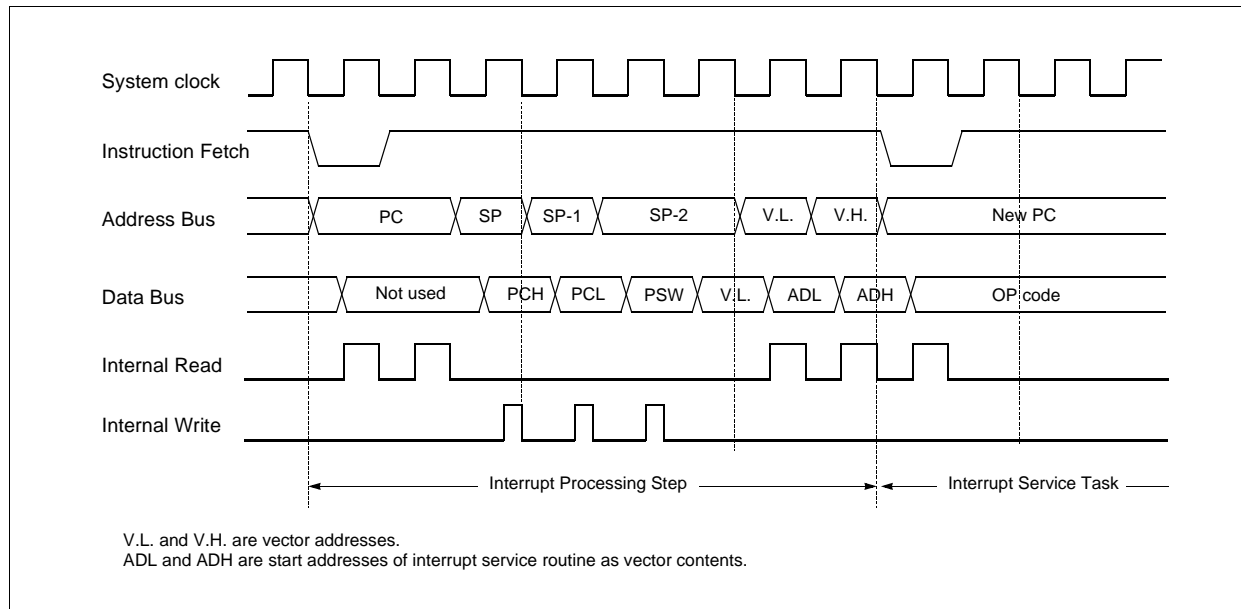 System clock
Instruction Fetch
Address Bus
PC SP SP-1 SP-2 V.L. V.H. New PC
Data Bus
Not used PCH PCL PSW V.L. ADL ADH OP code
Internal Read
Internal Write
Interrupt Processing Step Interrupt Service Task
V.L. and V.H. are vector addresses.
ADL and ADH are start addresses of interrupt service routine as vector contents.